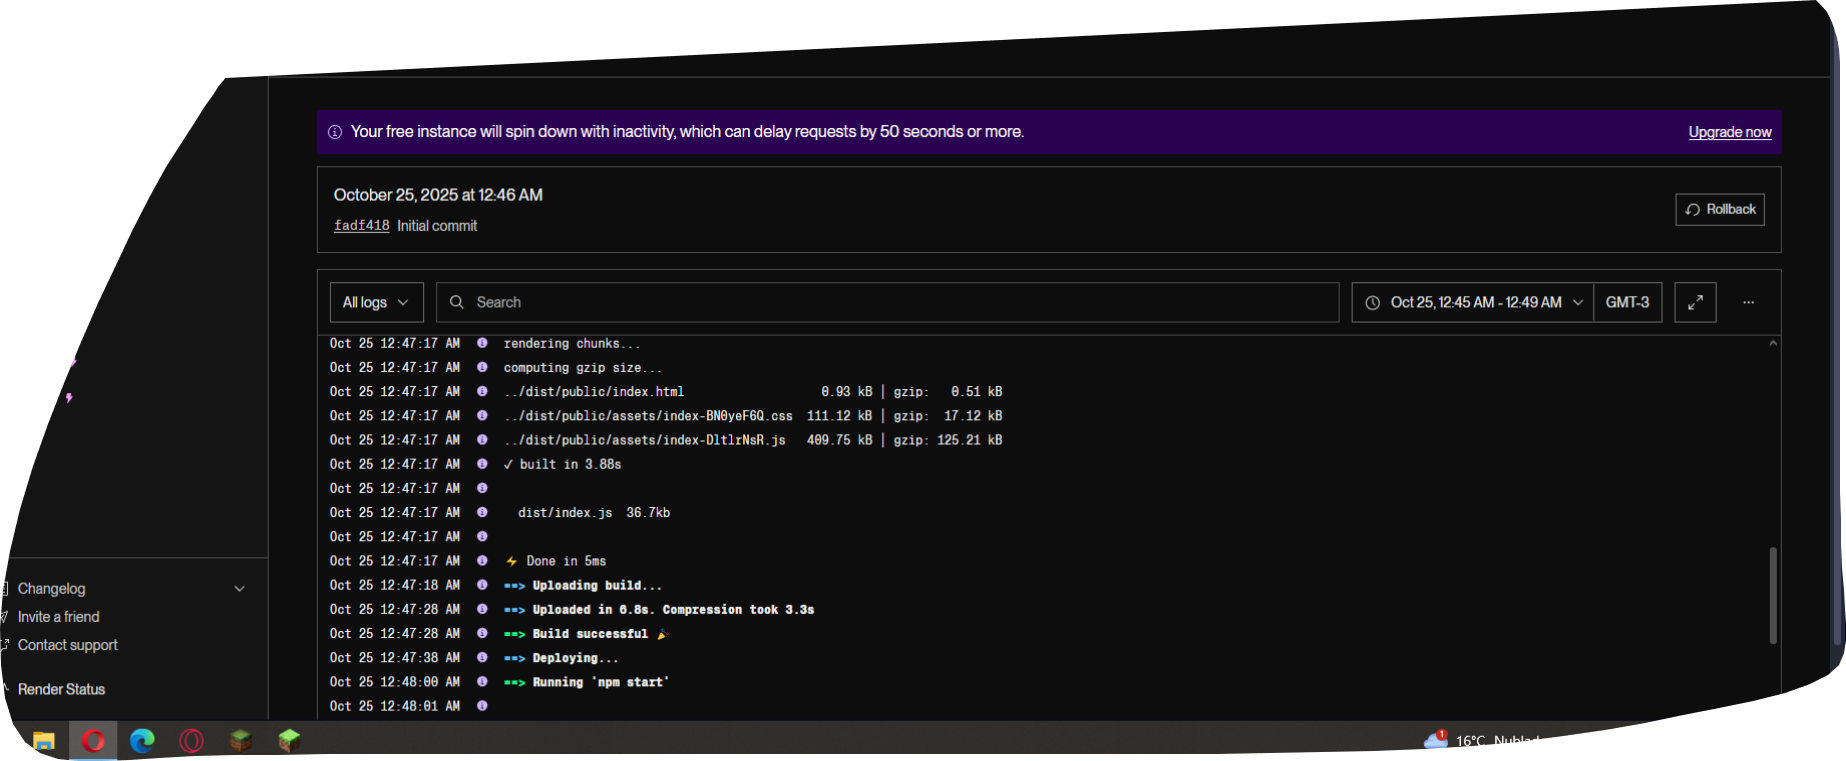 Your free instance will spin down with inactivity, which can delay requests by 50 seconds or more.
Upgrade now
October 25, 2025 at 12:46 AM
fadf418 Initial commit
Rollback
All logs
Search
Oct 25, 12:45 AM - 12:49 AM
GMT-3
Oct 25 12:47:17 AM rendering chunks...
Oct 25 12:47:17 AM computing gzip size...
Oct 25 12:47:17 AM ../dist/public/index.html 0.93 kB │ gzip: 0.51 kB
Oct 25 12:47:17 AM ../dist/public/assets/index-BN0yeF6Q.css 111.12 kB │ gzip: 17.12 kB
Oct 25 12:47:17 AM ../dist/public/assets/index-DltlrNsR.js 409.75 kB │ gzip: 125.21 kB
Oct 25 12:47:17 AM ✓ built in 3.88s
Oct 25 12:47:17 AM
Oct 25 12:47:17 AM dist/index.js 36.7kb
Oct 25 12:47:17 AM
Oct 25 12:47:17 AM ⚡ Done in 5ms
Oct 25 12:47:18 AM ==> Uploading build...
Oct 25 12:47:28 AM ==> Uploaded in 6.8s. Compression took 3.3s
Oct 25 12:47:28 AM ==> Build successful 🎉
Oct 25 12:47:38 AM ==> Deploying...
Oct 25 12:48:00 AM ==> Running 'npm start'
Oct 25 12:48:01 AM
Changelog
Invite a friend
Contact support
Render Status
1
16°C